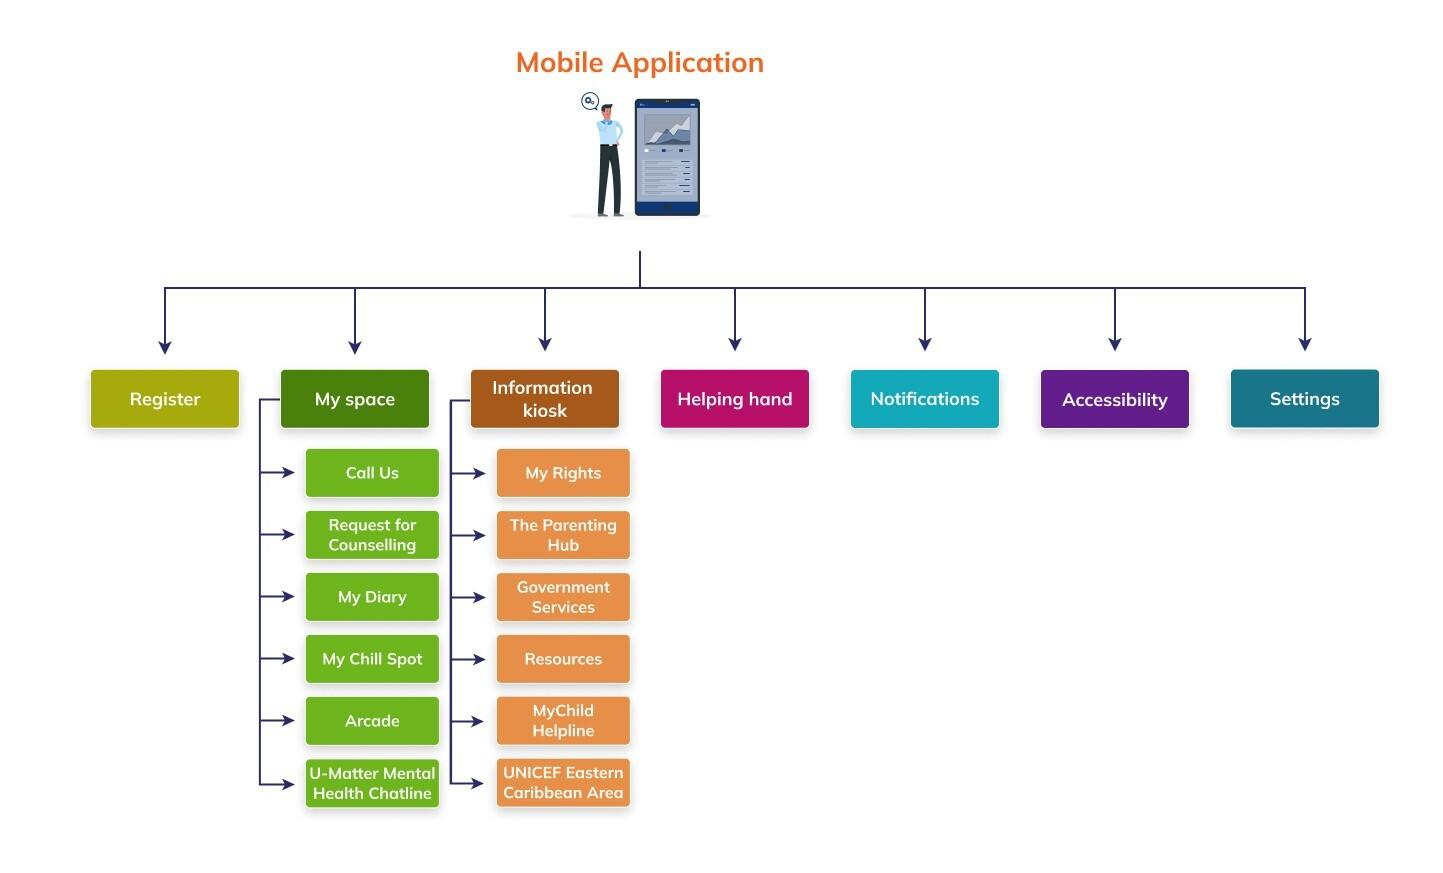 Mobile Application
Register
My space
Information
kiosk
Helping hand
Notifications
Accessibility
Settings
Call Us
Request for
Counselling
My Diary
My Chill Spot
Arcade
U-Matter Mental
Health Chatline
My Rights
The Parenting
Hub
Government
Services
Resources
MyChild
Helpline
UNICEF Eastern
Caribbean Area